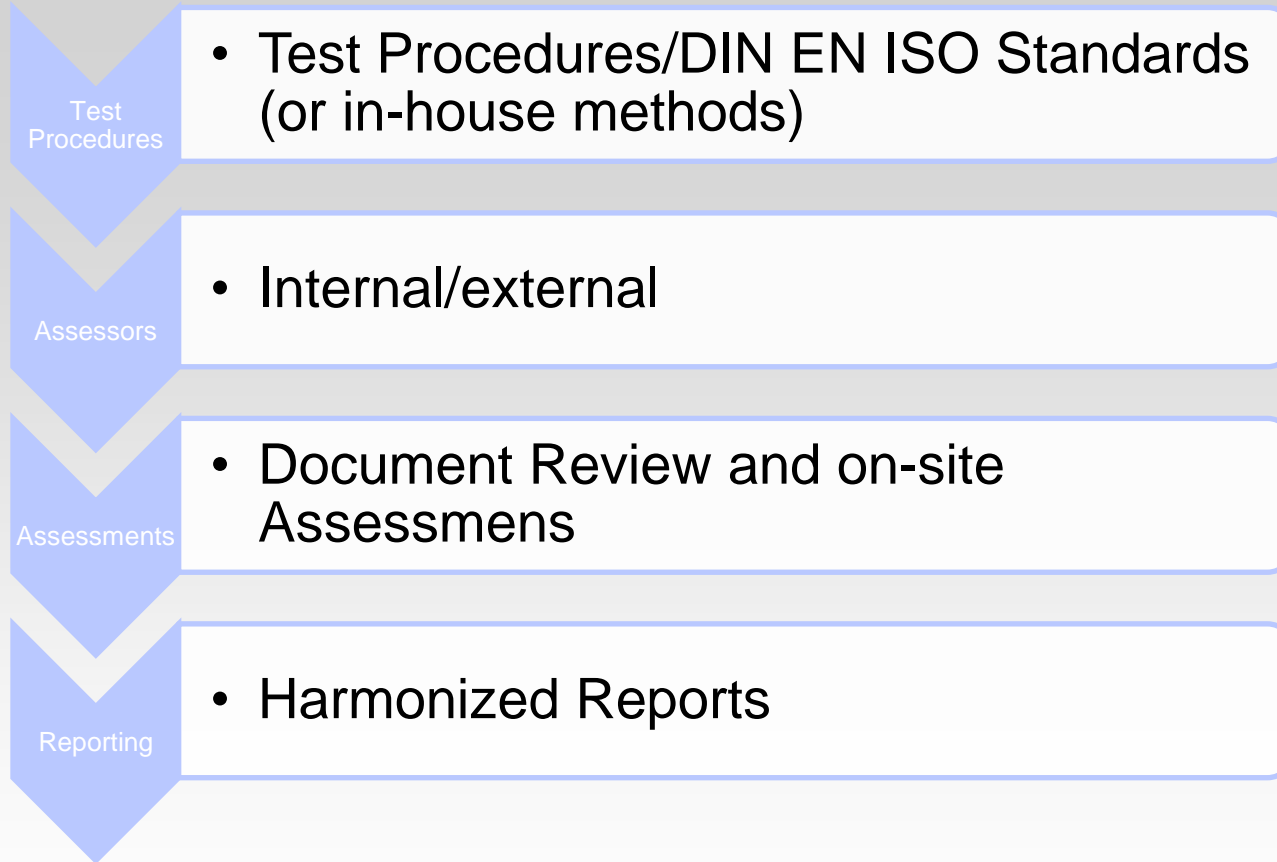 Test
Procedures
• Test Procedures/DIN EN ISO Standards
(or in-house methods)
Assessors
• Internal/external
Assessments
• Document Review and on-site
Assessmens
Reporting
• Harmonized Reports